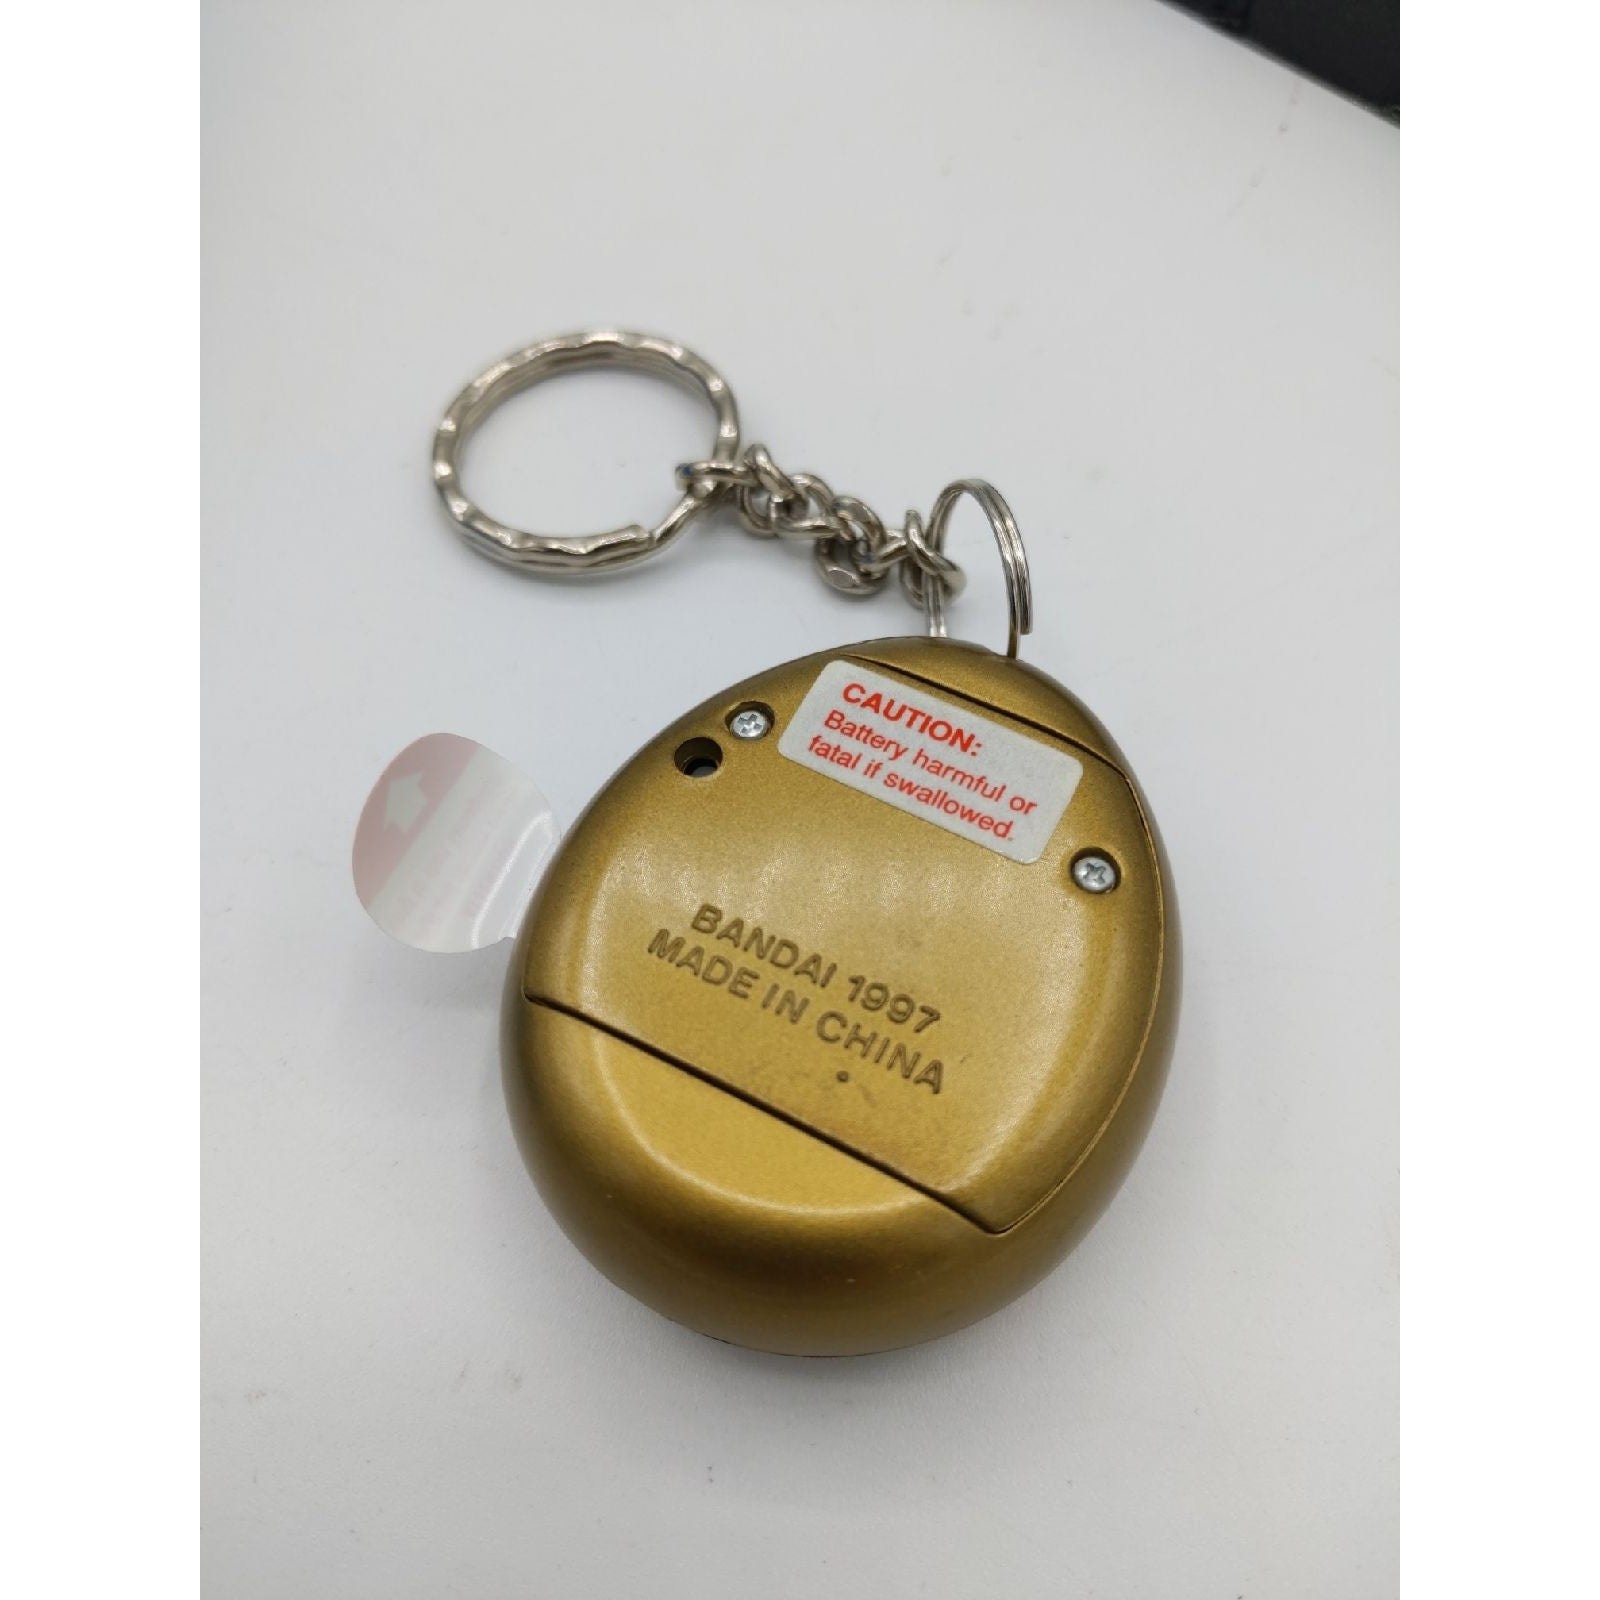 CAUTION:
Battery harmful or
fatal if swallowed.
BANDAI 1997
MADE IN CHINA